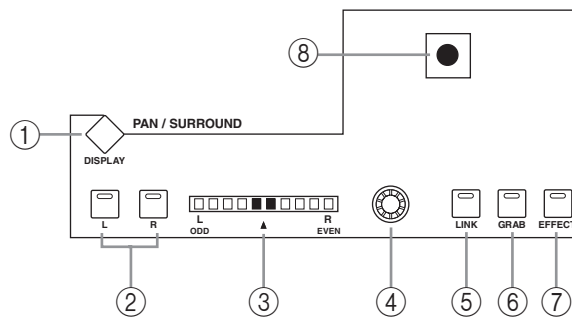 ⑧
①
PAN / SURROUND
DISPLAY
L R
L R
ODD EVEN
LINK GRAB EFFECT
② ③ ④ ⑤ ⑥ ⑦